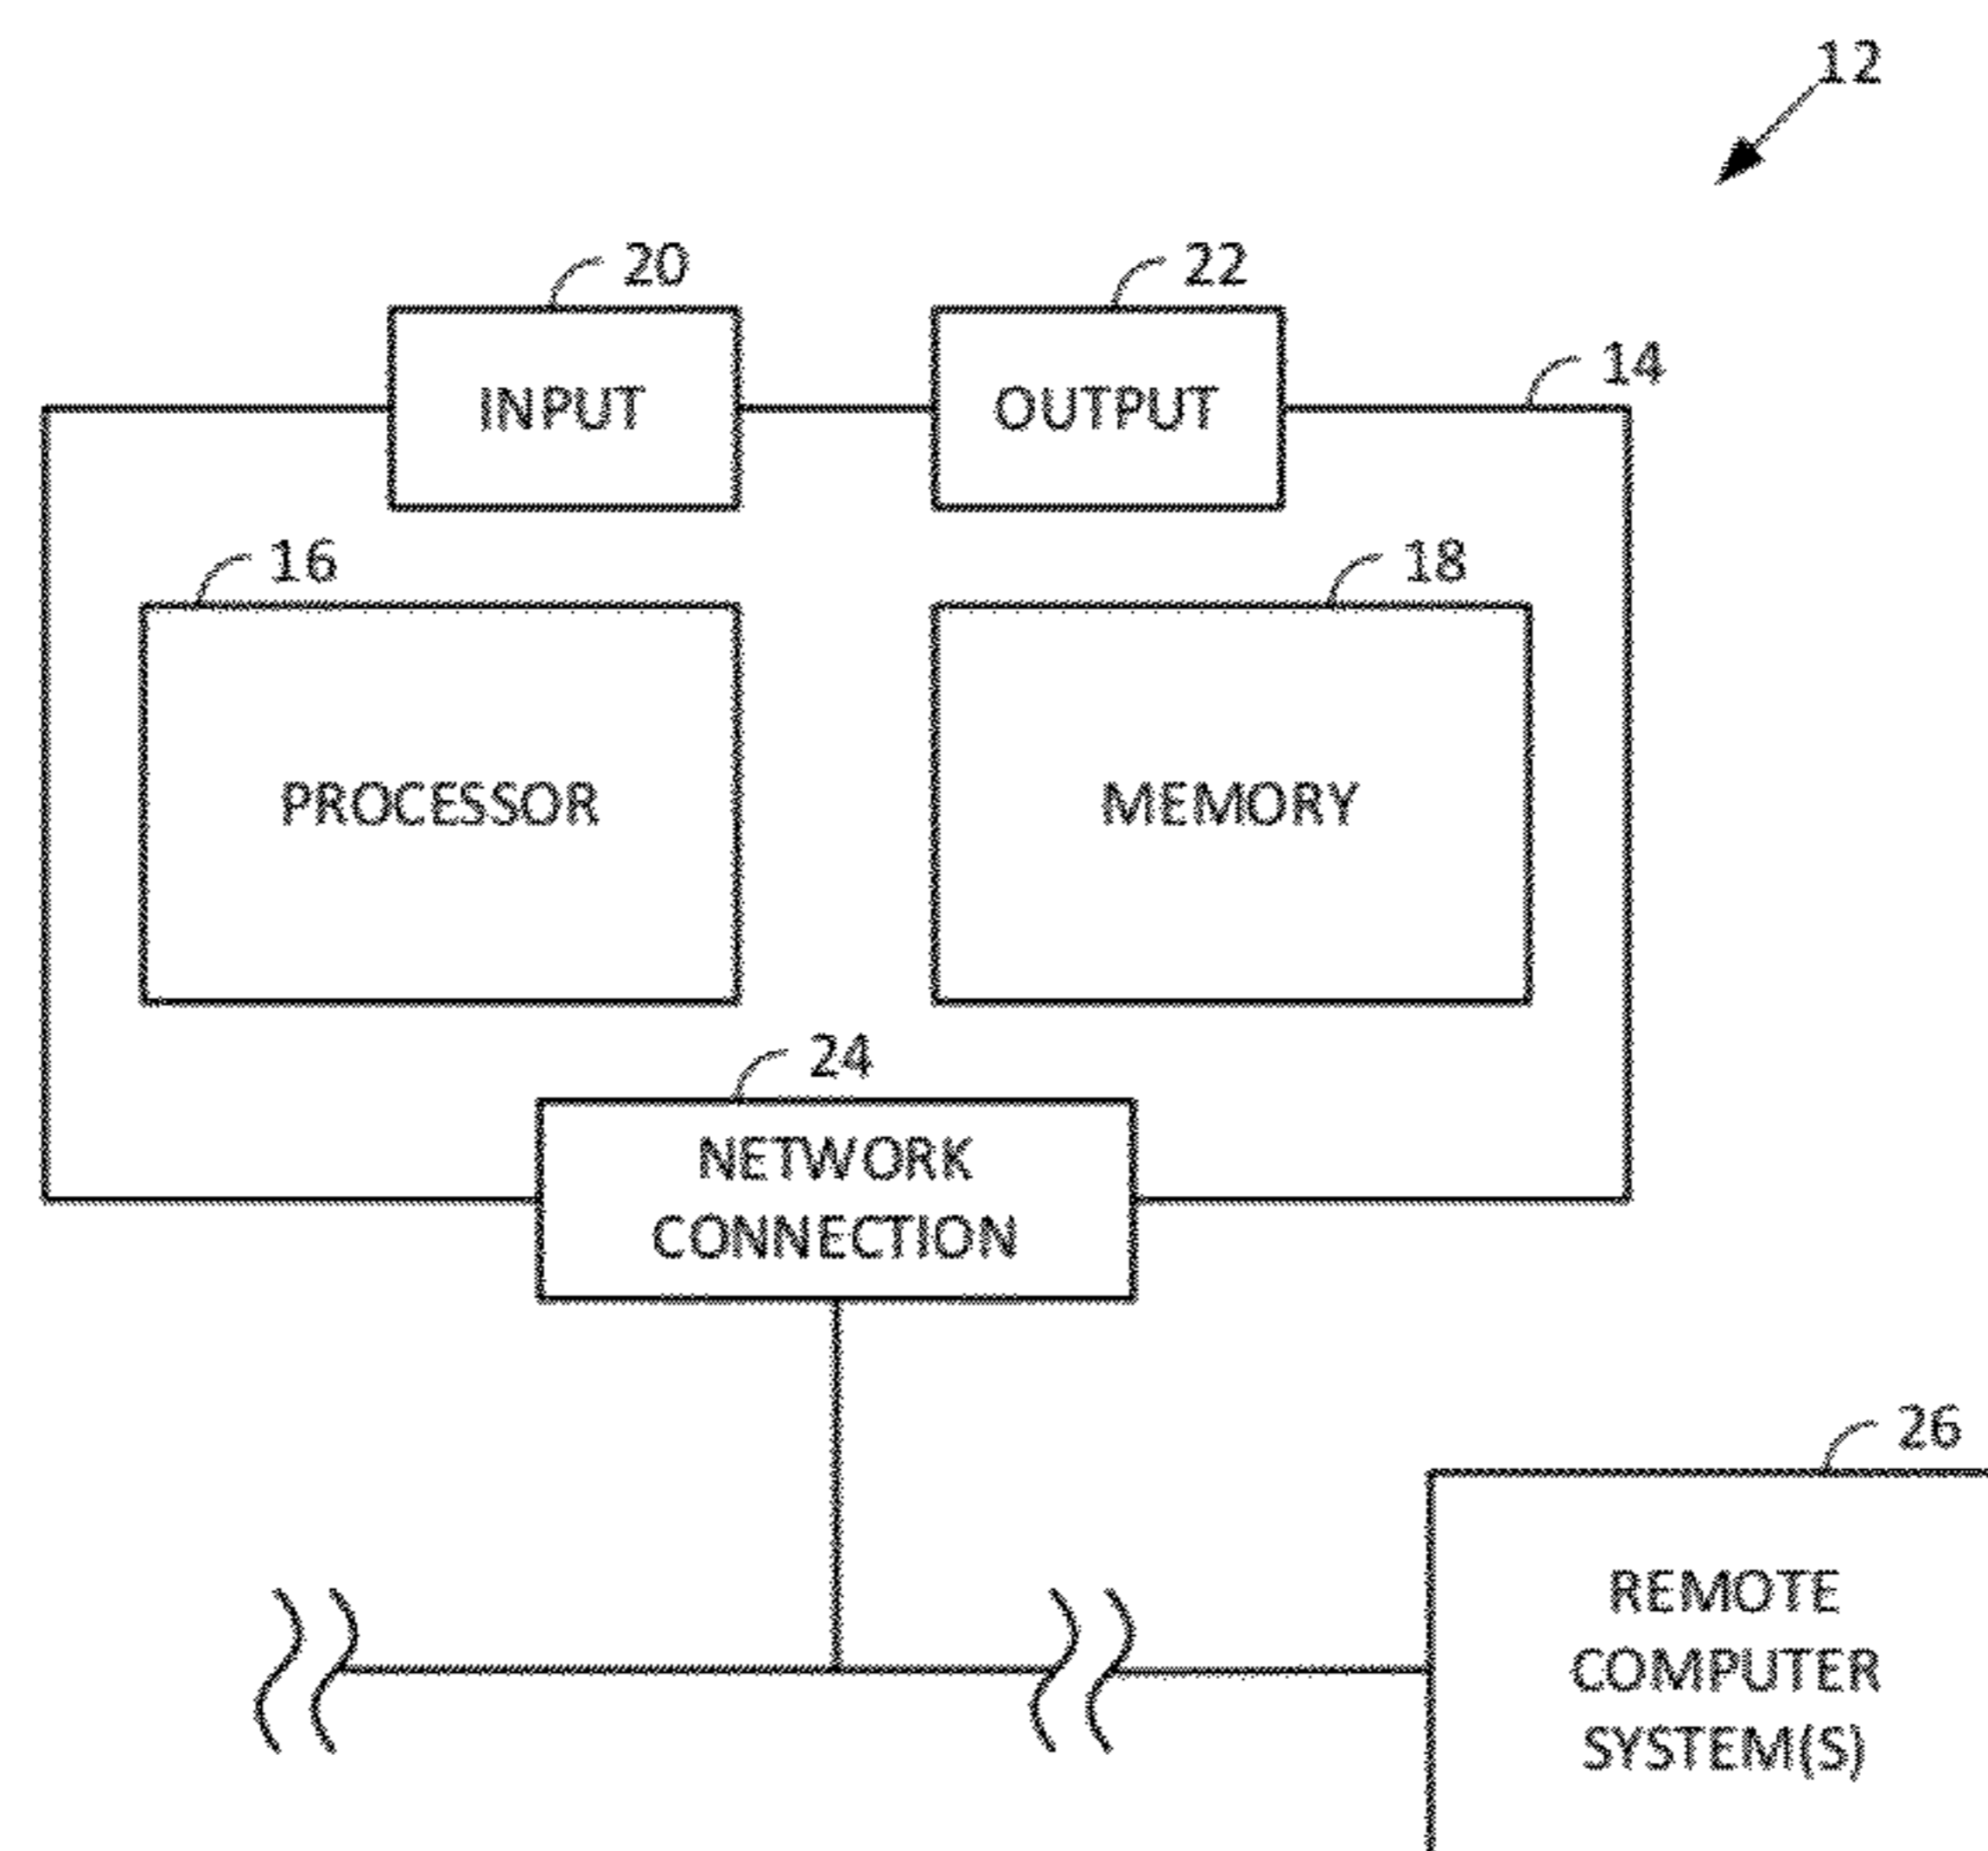 12
20
22
14
INPUT
OUTPUT
16
18
PROCESSOR
MEMORY
24
NETWORK
CONNECTION
26
REMOTE
COMPUTER
SYSTEM(S)